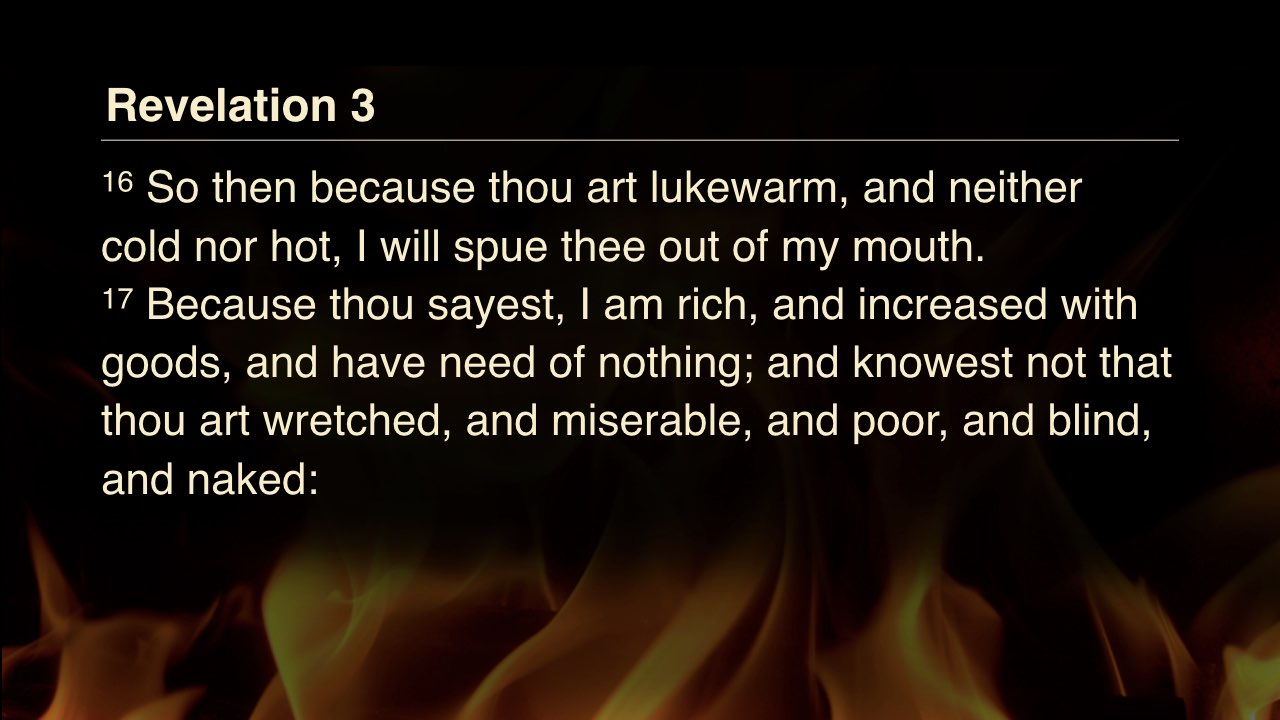 Revelation 3
16 So then because thou art lukewarm, and neither
cold nor hot, I will spue thee out of my mouth.
17 Because thou sayest, I am rich, and increased with
goods, and have need of nothing; and knowest not that
thou art wretched, and miserable, and poor, and blind,
and naked: